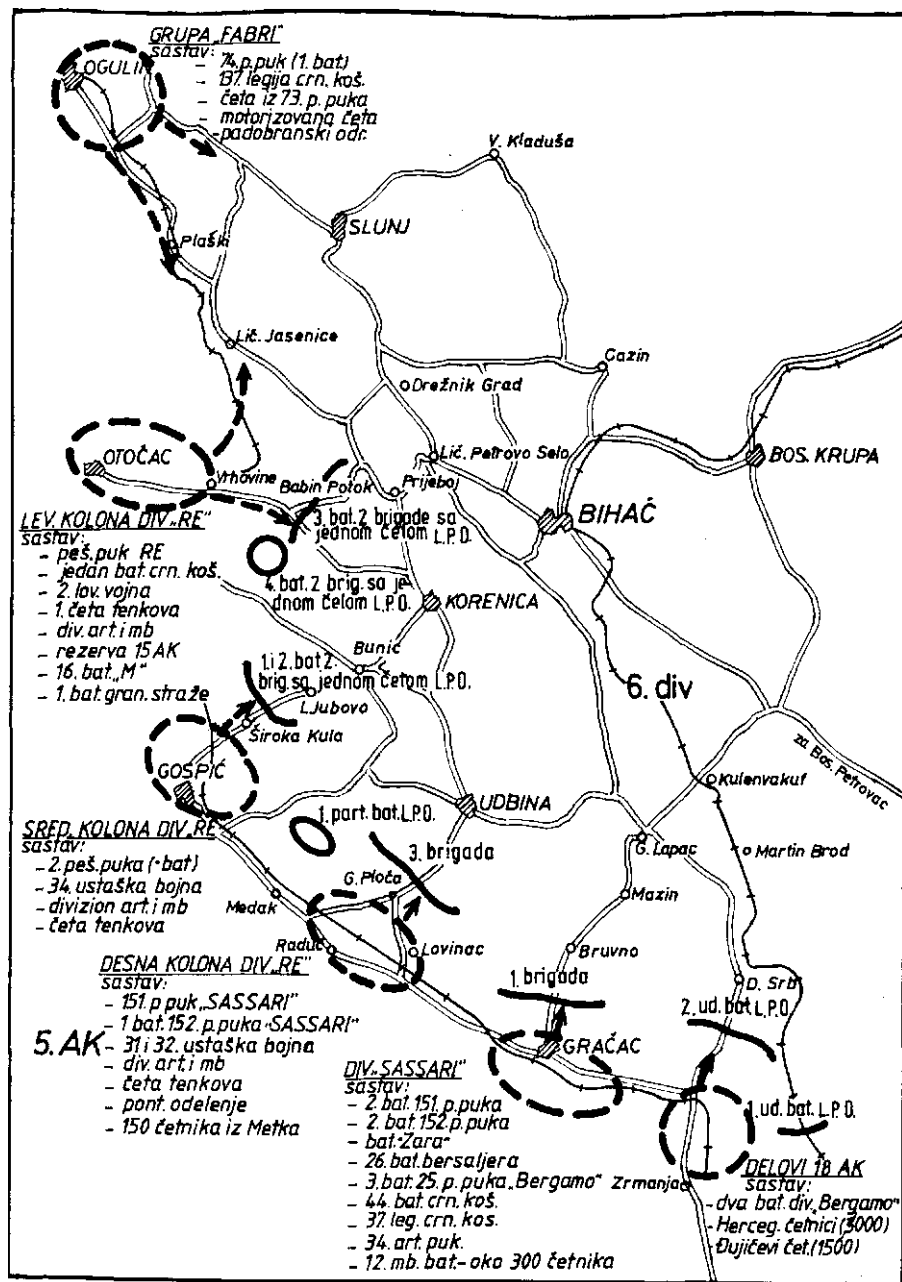 GRUPA „FABRI"
sastav:
- 74. p. puk (1. bat)
- 137. legija crn. koš.
- četa iz 73. p. puka
- motorizovana četa
- padobranski odr.
OGULIN
V. Kladuša
SLUNJ
Plaški
Lič. Jasenice
Cazin
Drežnik Grad
OTOČAC
Vrhovine
Babin Potok
Lič. Petrovo Selo
Prijeboj
BOS. KRUPA
BIHAĆ
LEV. KOLONA DIV. „RE"
sastav:
- peš. puk RE
- jedan bat. crn. koš.
- 2. lov. vojna
- 1. četa tenkova
- div. art. i mb
- rezerva 15 AK
- 16. bat. „M"
- 1. bat. gran. straže
3. bat. 2 brigade sa
jednom četom L.P.O.
4. bat. 2 brig. sa je-
dnom četom L.P.O.
KORENICA
Bunić
1. i 2. bat 2.
brig. sa jednom četom L.P.O.
Ljubovo
Široka Kula
6. div
GOSPIĆ
Kulenvakuf
za Bos. Petrovac
UDBINA
1. part. bat. L.P.O.
3. brigada
SRED. KOLONA DIV. RE
sastav:
- 2. peš. puka (·bat)
- 34. ustaška bojna
- divizion art. i mb
- četa tenkova
G. Lapac
Martin Brod
G. Ploča
Medak
Mazin
Raduč
Lovinac
Bruvno
DESNA KOLONA DIV. „RE"
sastav:
- 151. p. puk „SASSARI"
- 1 bat. 152. p. puka „SASSARI"
- 31 i 32. ustaška bojna
- div. art. i mb
- četa tenkova
- pont. odelenje
- 150 četnika iz Metka
5. AK
1. brigada
D. Srb
2. ud. bat. L.P.O.
GRAČAC
1. ud. bat. L.P.O.
DIV. „SASSARI"
sastav:
- 2. bat. 151. p. puka
- 2. bat. 152. p. puka
- bat. „Zara"
- 26. bat. bersaljera
- 3. bat. 25. p. puka „Bergamo"
- 44. bat. crn. koš.
- 37. leg. crn. kos.
- 34. art. puk.
- 12. mb. bat. - oko 300 četnika
Zrmanja
DELOVI 18 AK
sastav:
- dva bat. div. „Bergamo"
- Herceg. četnici (3000)
- Đujičevi čet. (1500)